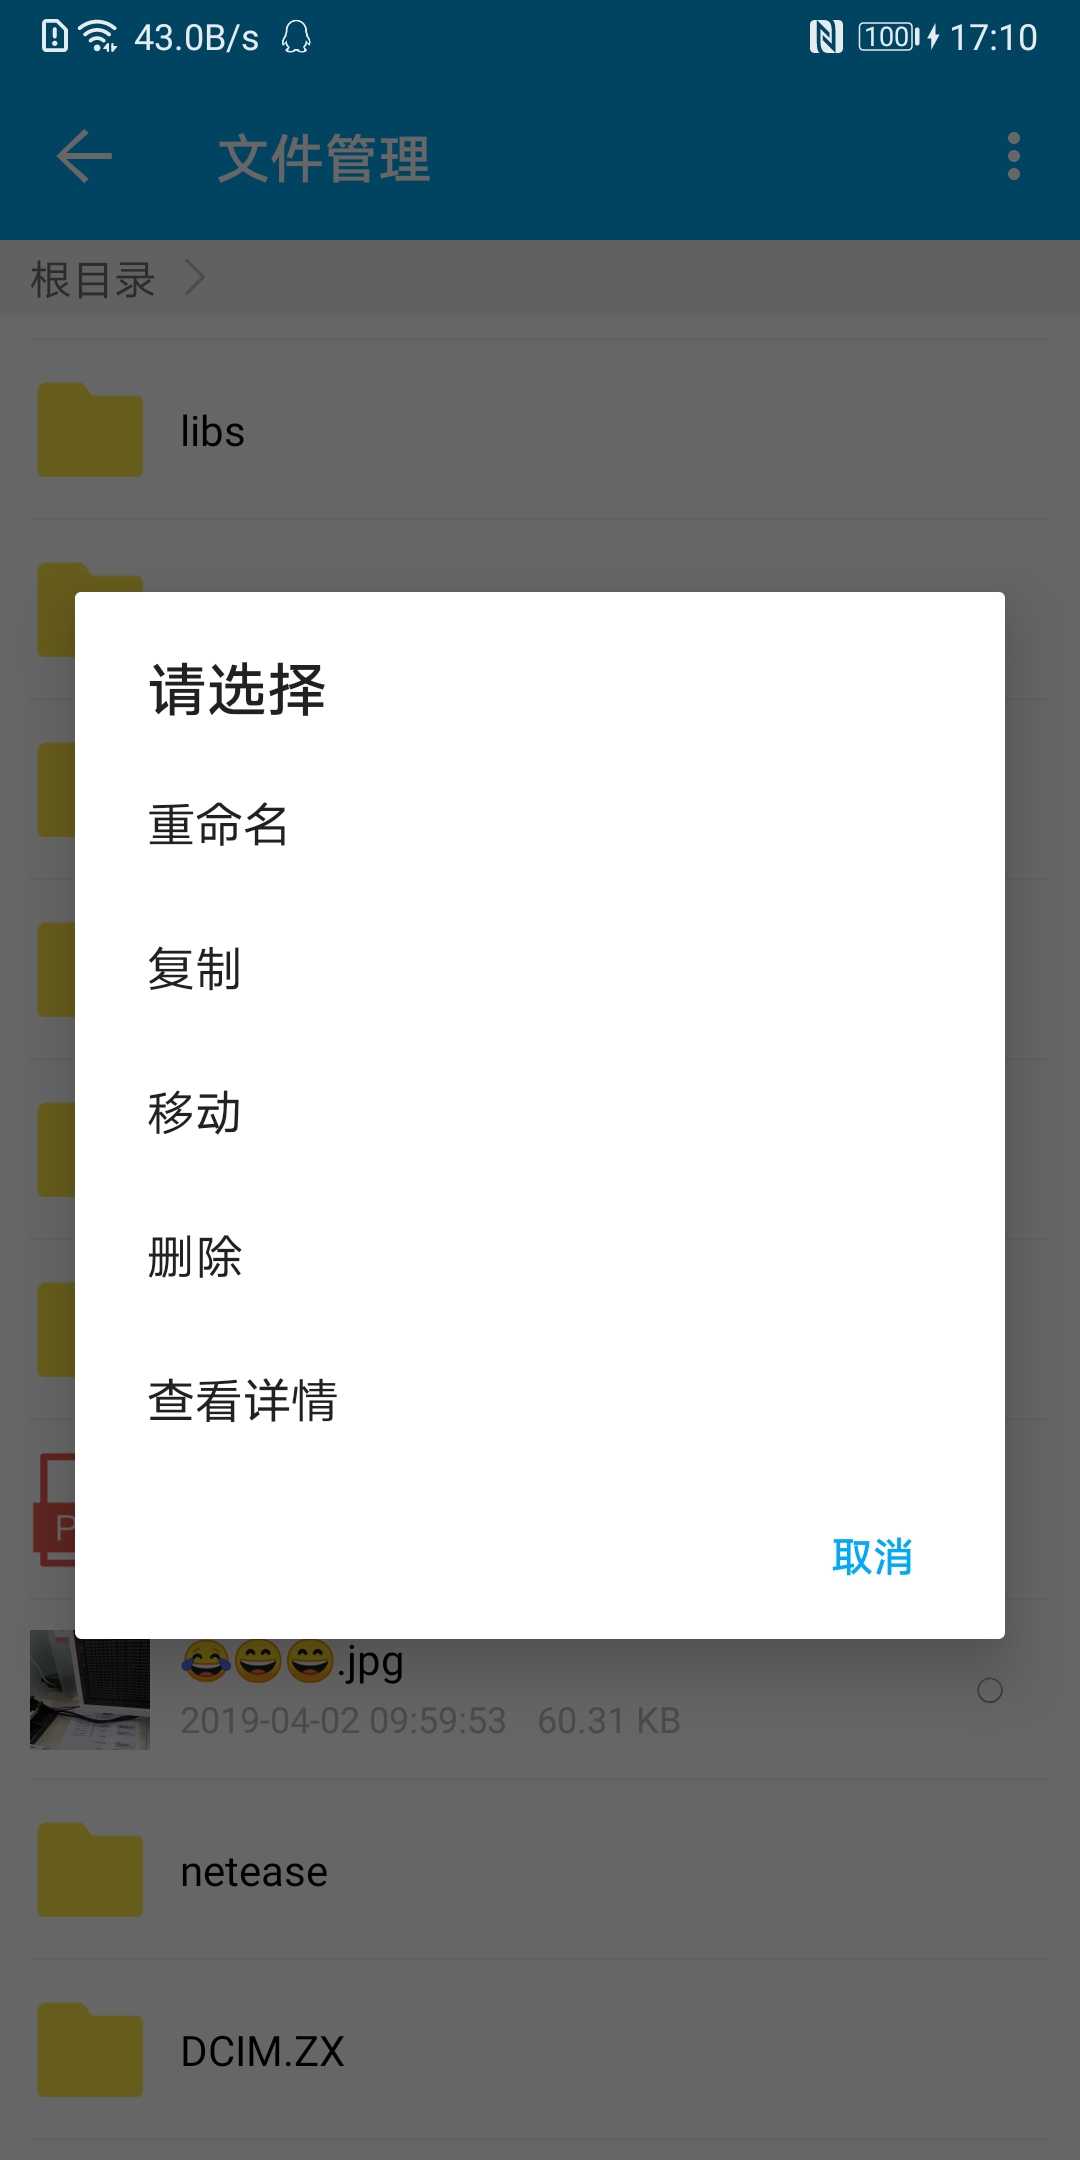 43.0B/s 100 17:10
文件管理
根目录
libs
请选择
重命名
复制
移动
删除
查看详情
取消
P
😂😄😄.jpg
2019-04-02 09:59:53 60.31 KB
netease
DCIM.ZX